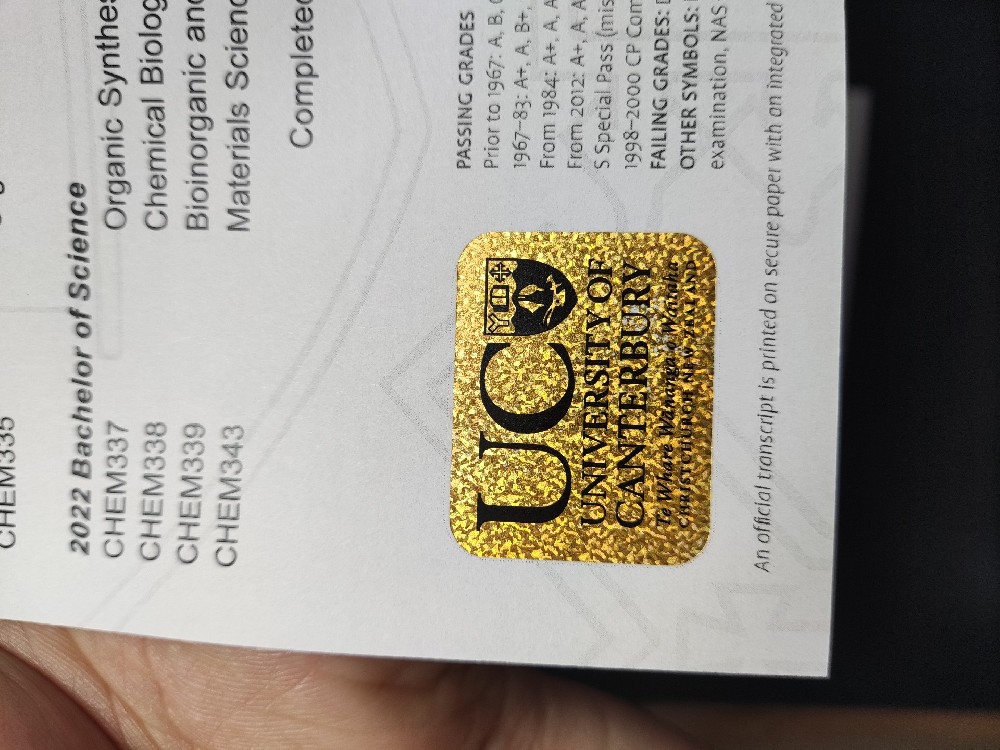 CHEM335
2022 Bachelor of Science
CHEM337 Organic Synthes
CHEM338 Chemical Biolog
CHEM339 Bioinorganic and
CHEM343 Materials Scienc
Completed
PASSING GRADES
Prior to 1967: A, B, C
1967–83: A+, A, B+,
From 1984: A+, A, A
From 2012: A+, A, A
S Special Pass (mis
1998–2000 CP Com
FAILING GRADES: D
OTHER SYMBOLS:
examination, NAS
UC
UNIVERSITY OF
CANTERBURY
Te Whare Wānanga o Waitaha
CHRISTCHURCH NEW ZEALAND
An official transcript is printed on secure paper with an integrated